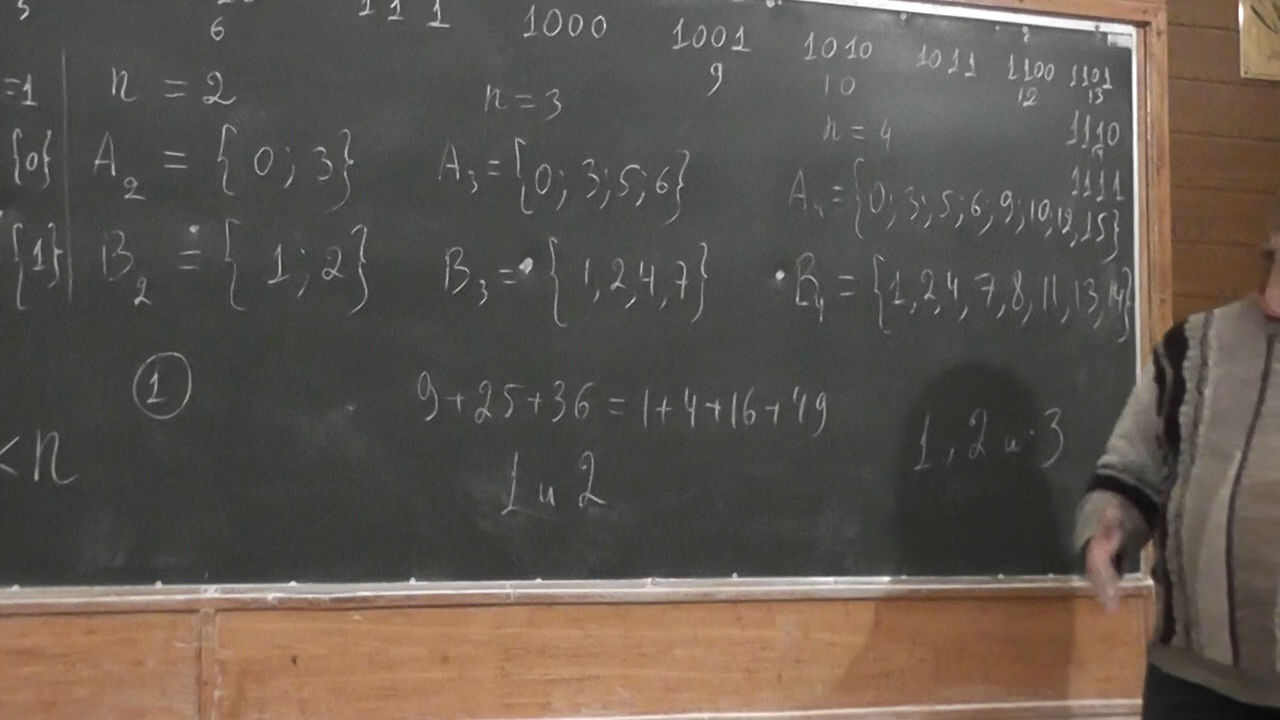 111 1000 1001 1010 1011 1100 1101
6 9 10 12 13
=1 n = 2 n = 3 n = 4 1110
14
{0} A₂ = {0; 3} A₃ = {0; 3; 5; 6} A₄ = {0; 3; 5; 6; 9; 10, 12, 15} 1111
{1} B₂ = {1; 2} B₃ = {1, 2, 4, 7} B₄ = {1, 2 4, 7, 8, 11, 13, 14}
1 9+25+36 = 1+4+16+49 1, 2 и 3
< n 1 и 2